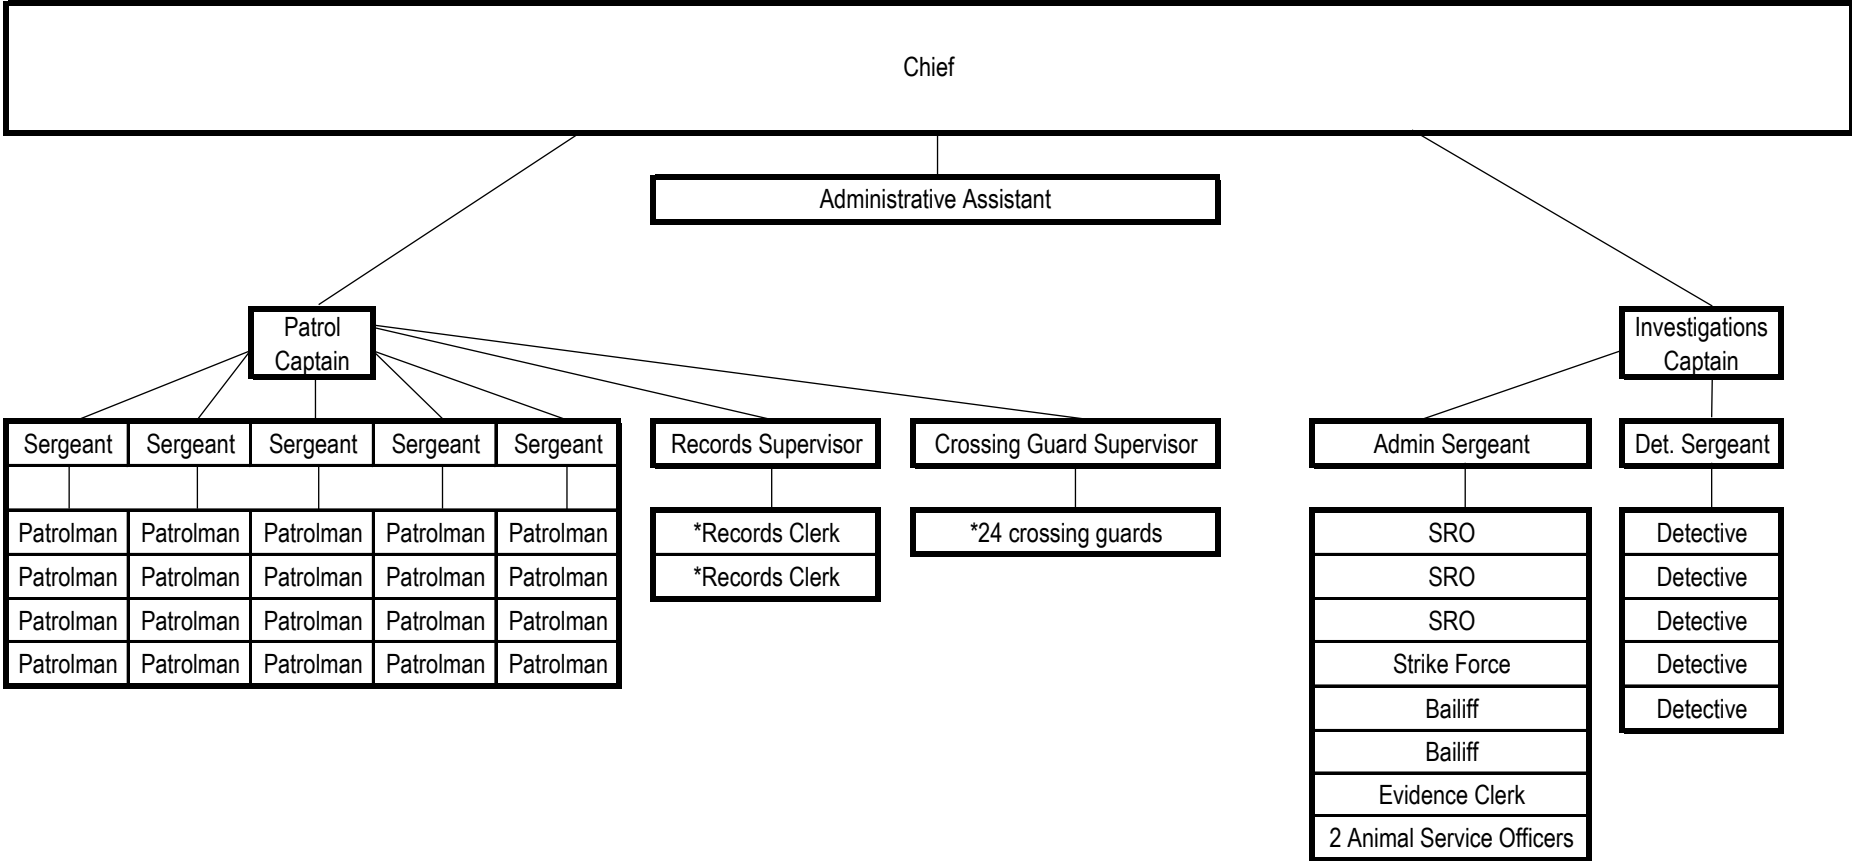 Chief
Administrative Assistant
Patrol
Captain
Investigations
Captain
Sergeant Sergeant Sergeant Sergeant Sergeant Records Supervisor Crossing Guard Supervisor Admin Sergeant Det. Sergeant
Patrolman Patrolman Patrolman Patrolman Patrolman *Records Clerk *24 crossing guards SRO Detective
Patrolman Patrolman Patrolman Patrolman Patrolman *Records Clerk SRO Detective
Patrolman Patrolman Patrolman Patrolman Patrolman SRO Detective
Patrolman Patrolman Patrolman Patrolman Patrolman Strike Force Detective
Bailiff Detective
Bailiff
Evidence Clerk
2 Animal Service Officers